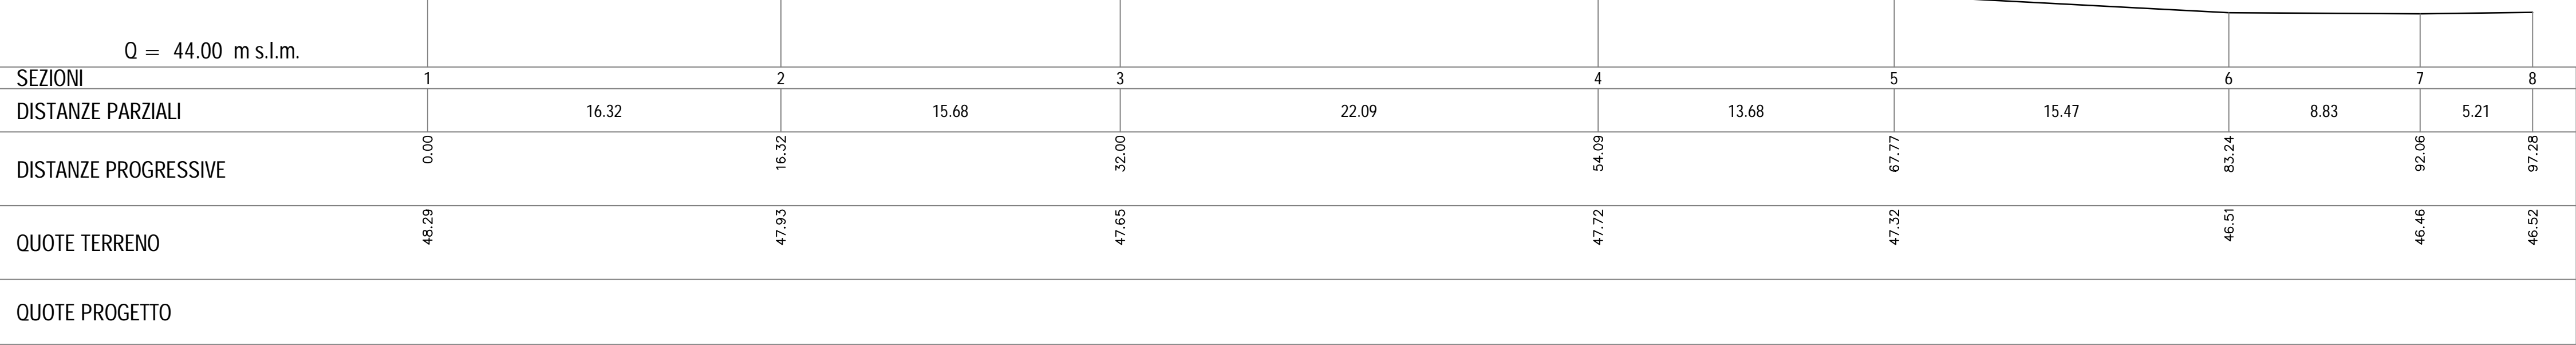 Q = 44.00 m s.l.m.
SEZIONI 1 2 3 4 5 6 7 8
DISTANZE PARZIALI 16.32 15.68 22.09 13.68 15.47 8.83 5.21
DISTANZE PROGRESSIVE 0.00 16.32 32.00 54.09 67.77 83.24 92.06 97.28
QUOTE TERRENO 48.29 47.93 47.65 47.72 47.32 46.51 46.46 46.52
QUOTE PROGETTO